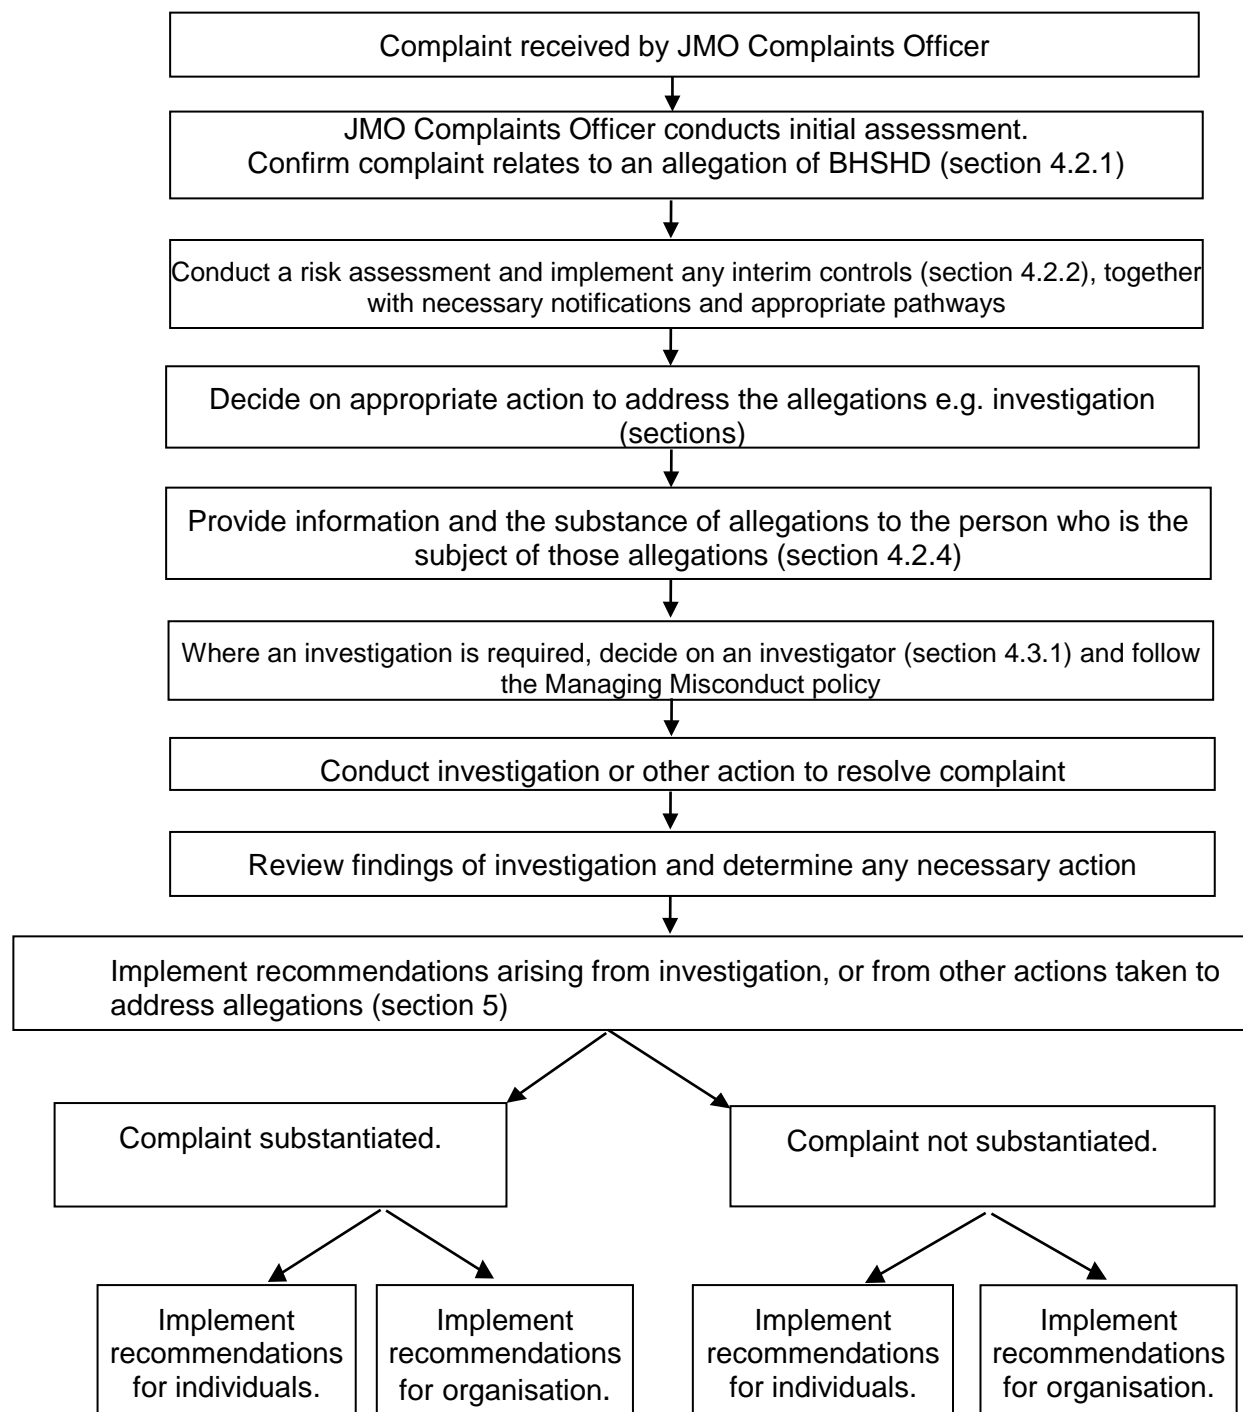 Complaint received by JMO Complaints Officer
JMO Complaints Officer conducts initial assessment.
Confirm complaint relates to an allegation of BHSHD (section 4.2.1)
Conduct a risk assessment and implement any interim controls (section 4.2.2), together
with necessary notifications and appropriate pathways
Decide on appropriate action to address the allegations e.g. investigation
(sections)
Provide information and the substance of allegations to the person who is the
subject of those allegations (section 4.2.4)
Where an investigation is required, decide on an investigator (section 4.3.1) and follow
the Managing Misconduct policy
Conduct investigation or other action to resolve complaint
Review findings of investigation and determine any necessary action
Implement recommendations arising from investigation, or from other actions taken to
address allegations (section 5)
Complaint substantiated.
Complaint not substantiated.
Implement
recommendations
for individuals.
Implement
recommendations
for organisation.
Implement
recommendations
for individuals.
Implement
recommendations
for organisation.